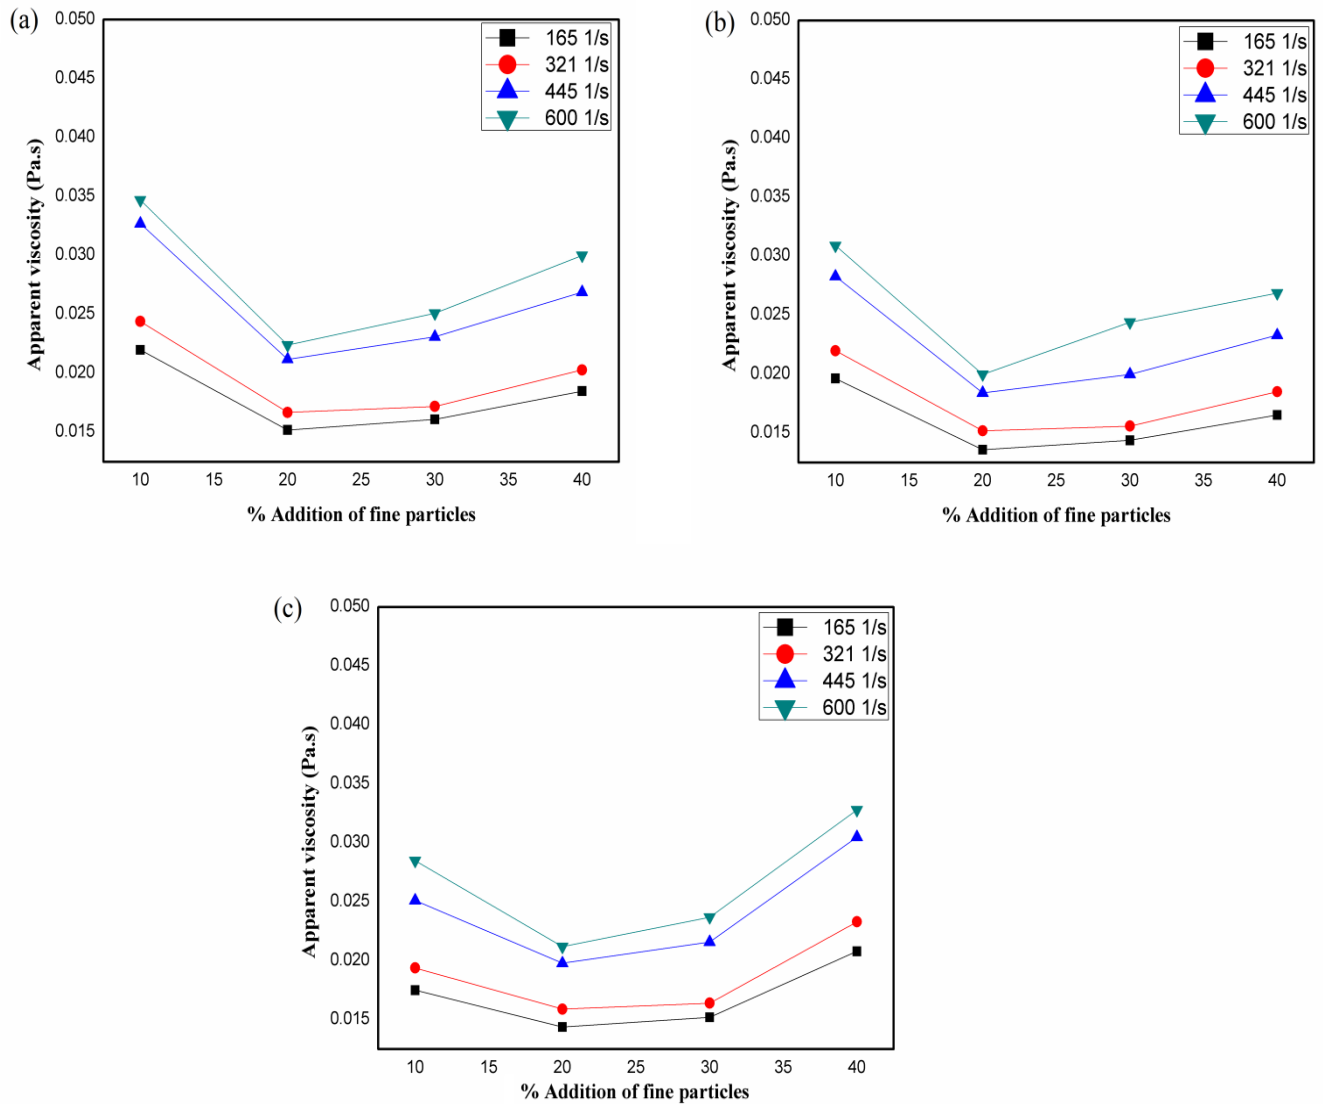 (a)
0.050
0.045
0.040
0.035
0.030
0.025
0.020
0.015
Apparent viscosity (Pa.s)
165 1/s
321 1/s
445 1/s
600 1/s
10 15 20 25 30 35 40
% Addition of fine particles
(b)
0.050
0.045
0.040
0.035
0.030
0.025
0.020
0.015
Apparent viscosity (Pa.s)
165 1/s
321 1/s
445 1/s
600 1/s
10 15 20 25 30 35 40
% Addition of fine particles
(c)
0.050
0.045
0.040
0.035
0.030
0.025
0.020
0.015
Apparent viscosity (Pa.s)
165 1/s
321 1/s
445 1/s
600 1/s
10 15 20 25 30 35 40
% Addition of fine particles